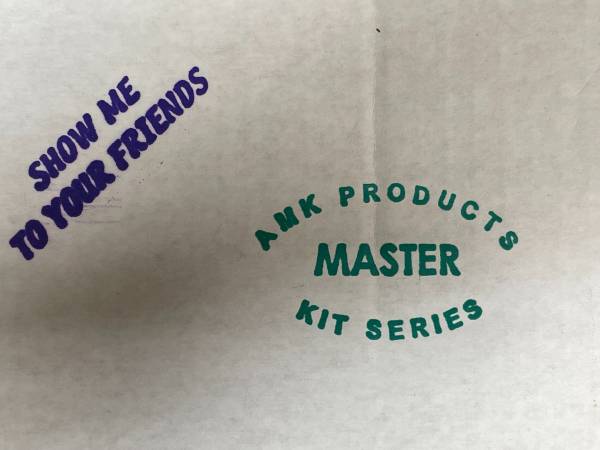 SHOW ME
TO YOUR FRIENDS
AMK PRODUCTS
MASTER
KIT SERIES